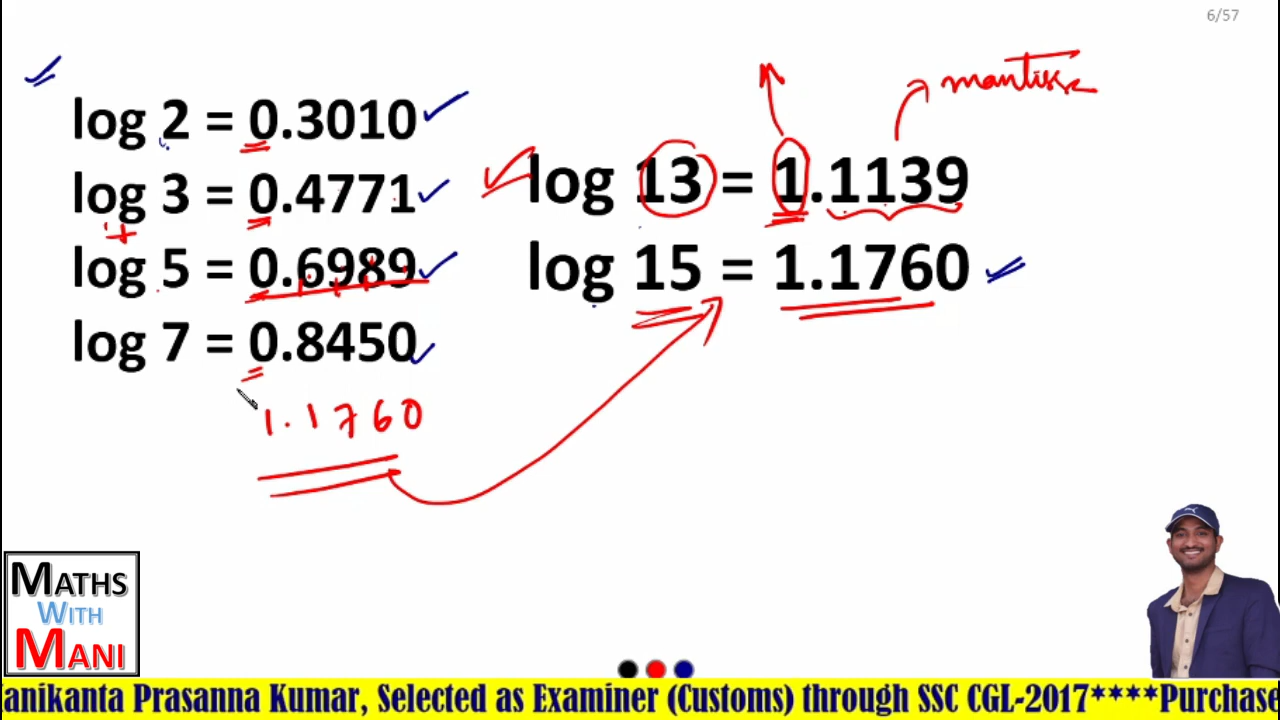 6/57
log 2 = 0.3010
log 3 = 0.4771
+
log 5 = 0.6989
log 7 = 0.8450
1.1760
mantissa
log 13 = 1.1139
log 15 = 1.1760
MATHS
WITH
MANI
anikanta Prasanna Kumar, Selected as Examiner (Customs) through SSC CGL-2017****Purchase